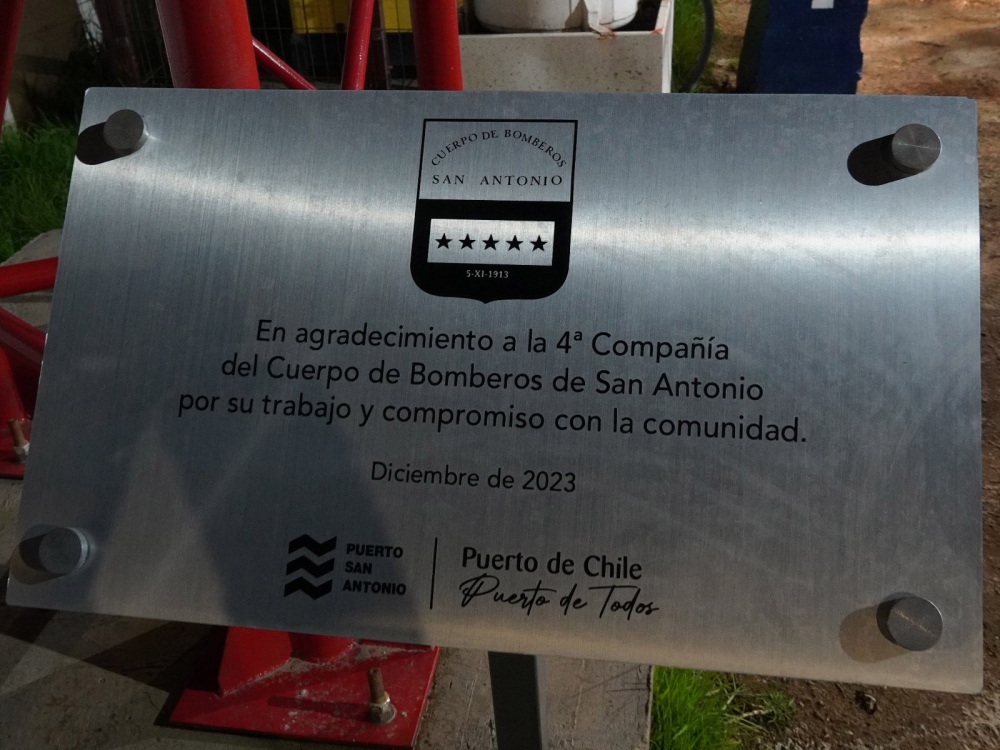 CUERPO DE BOMBEROS
SAN ANTONIO
5-XI-1913
En agradecimiento a la 4ª Compañía
del Cuerpo de Bomberos de San Antonio
por su trabajo y compromiso con la comunidad.
Diciembre de 2023
PUERTO
SAN
ANTONIO
Puerto de Chile
Puerto de Todos